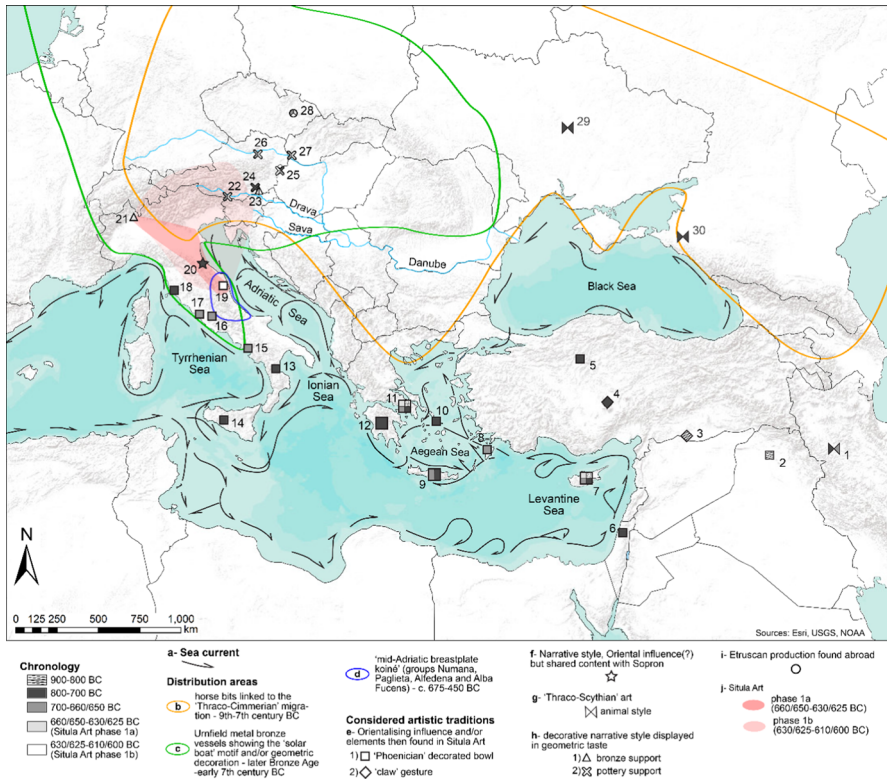 28
29
26
27
25
24
22
23
Drava
21
Sava
30
Danube
20
Black Sea
18
19
Adriatic
Sea
17
16
15
5
Tyrrhenian
Sea
13
Ionian
Sea
4
11
10
12
14
3
Aegean Sea
8
1
2
9
7
Levantine
Sea
6
N
0 125 250 500 750 1,000
km
Sources: Esri, USGS, NOAA
Chronology
900-800 BC
800-700 BC
700-660/650 BC
660/650-630/625 BC
(Situla Art phase 1a)
630/625-610/600 BC
(Situla Art phase 1b)
a- Sea current
Distribution areas
b
horse bits linked to the
'Thraco-Cimmerian' migra-
tion - 9th-7th century BC
c
Urnfield metal bronze
vessels showing the 'solar
boat' motif and/or geometric
decoration - later Bronze Age
-early 7th century BC
d
'mid-Adriatic breastplate
koiné' (groups Numana,
Paglieta, Alfedena and Alba
Fucens) - c. 675-450 BC
Considered artistic traditions
e- Orientalising influence and/or
elements then found in Situla Art
1) 'Phoenician' decorated bowl
2) 'claw' gesture
f- Narrative style, Oriental influence(?)
but shared content with Sopron
g- 'Thraco-Scythian' art
animal style
h- decorative narrative style displayed
in geometric taste
1) bronze support
2) pottery support
i- Etruscan production found abroad
j- Situla Art
phase 1a
(660/650-630/625 BC)
phase 1b
(630/625-610/600 BC)